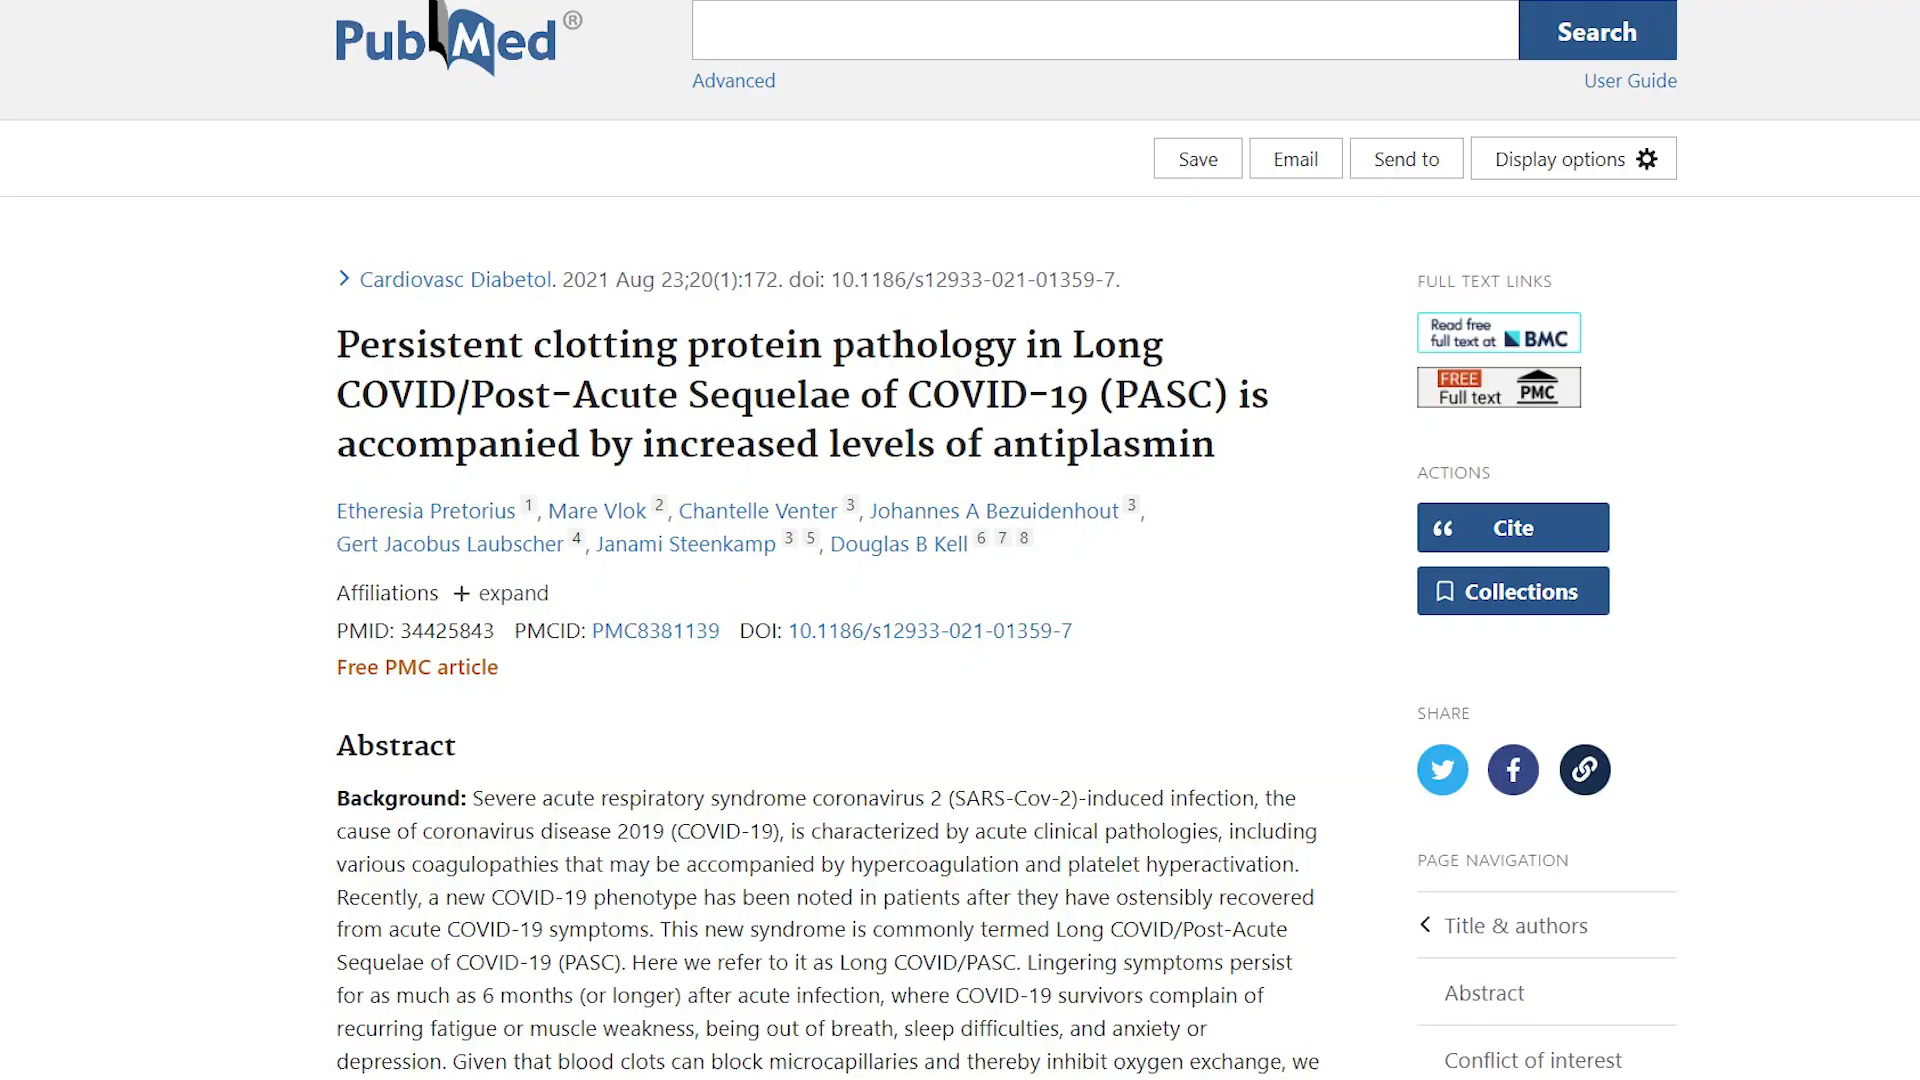 PubMed®
Search
Advanced
User Guide
Save
Email
Send to
Display options
Cardiovasc Diabetol. 2021 Aug 23;20(1):172. doi: 10.1186/s12933-021-01359-7.
Persistent clotting protein pathology in Long
COVID/Post-Acute Sequelae of COVID-19 (PASC) is
accompanied by increased levels of antiplasmin
Etheresia Pretorius 1, Mare Vlok 2, Chantelle Venter 3, Johannes A Bezuidenhout 3,
Gert Jacobus Laubscher 4, Janami Steenkamp 3 5, Douglas B Kell 6 7 8
Affiliations + expand
PMID: 34425843 PMCID: PMC8381139 DOI: 10.1186/s12933-021-01359-7
Free PMC article
Abstract
Background: Severe acute respiratory syndrome coronavirus 2 (SARS-Cov-2)-induced infection, the
cause of coronavirus disease 2019 (COVID-19), is characterized by acute clinical pathologies, including
various coagulopathies that may be accompanied by hypercoagulation and platelet hyperactivation.
Recently, a new COVID-19 phenotype has been noted in patients after they have ostensibly recovered
from acute COVID-19 symptoms. This new syndrome is commonly termed Long COVID/Post-Acute
Sequelae of COVID-19 (PASC). Here we refer to it as Long COVID/PASC. Lingering symptoms persist
for as much as 6 months (or longer) after acute infection, where COVID-19 survivors complain of
recurring fatigue or muscle weakness, being out of breath, sleep difficulties, and anxiety or
depression. Given that blood clots can block microcapillaries and thereby inhibit oxygen exchange, we
FULL TEXT LINKS
Read free
full text at BMC
FREE
Full text PMC
ACTIONS
Cite
Collections
SHARE
PAGE NAVIGATION
Title & authors
Abstract
Conflict of interest